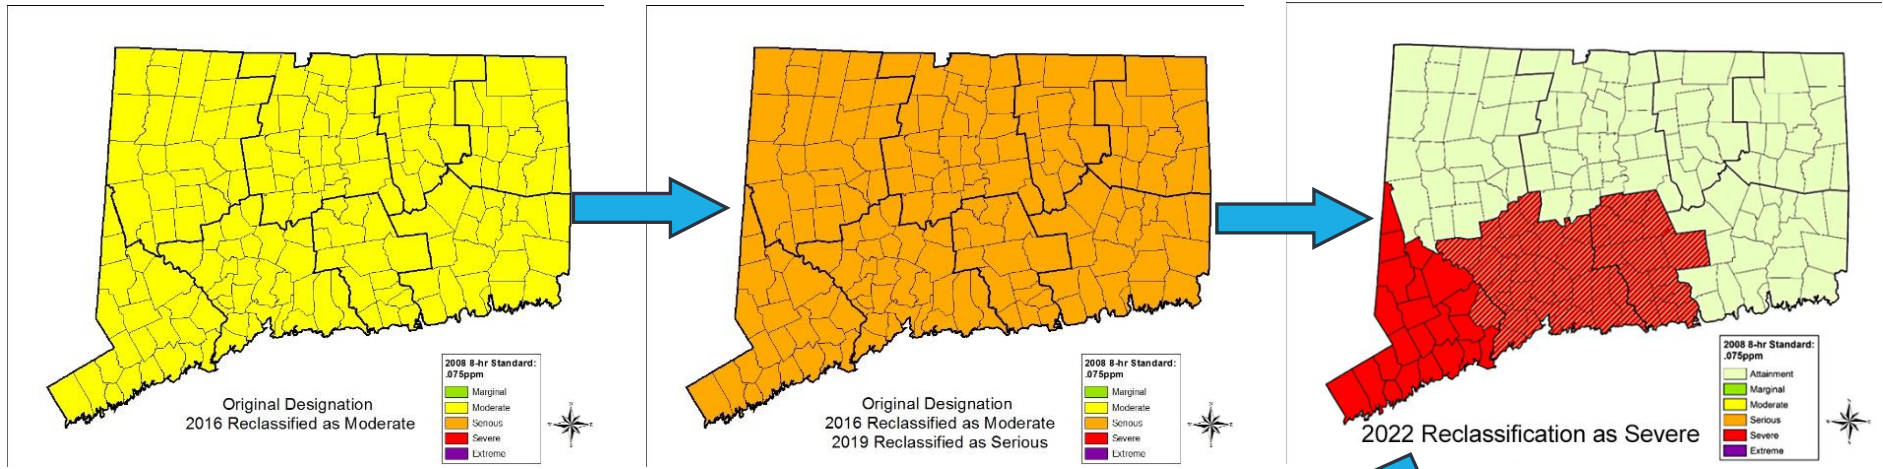 2008 8-hr Standard:
.075ppm
Marginal
Moderate
Serious
Severe
Extreme
Original Designation
2016 Reclassified as Moderate
2008 8-hr Standard:
.075ppm
Marginal
Moderate
Serious
Severe
Extreme
Original Designation
2016 Reclassified as Moderate
2019 Reclassified as Serious
2008 8-hr Standard:
.075ppm
Attainment
Marginal
Moderate
Serious
Severe
Extreme
2022 Reclassification as Severe